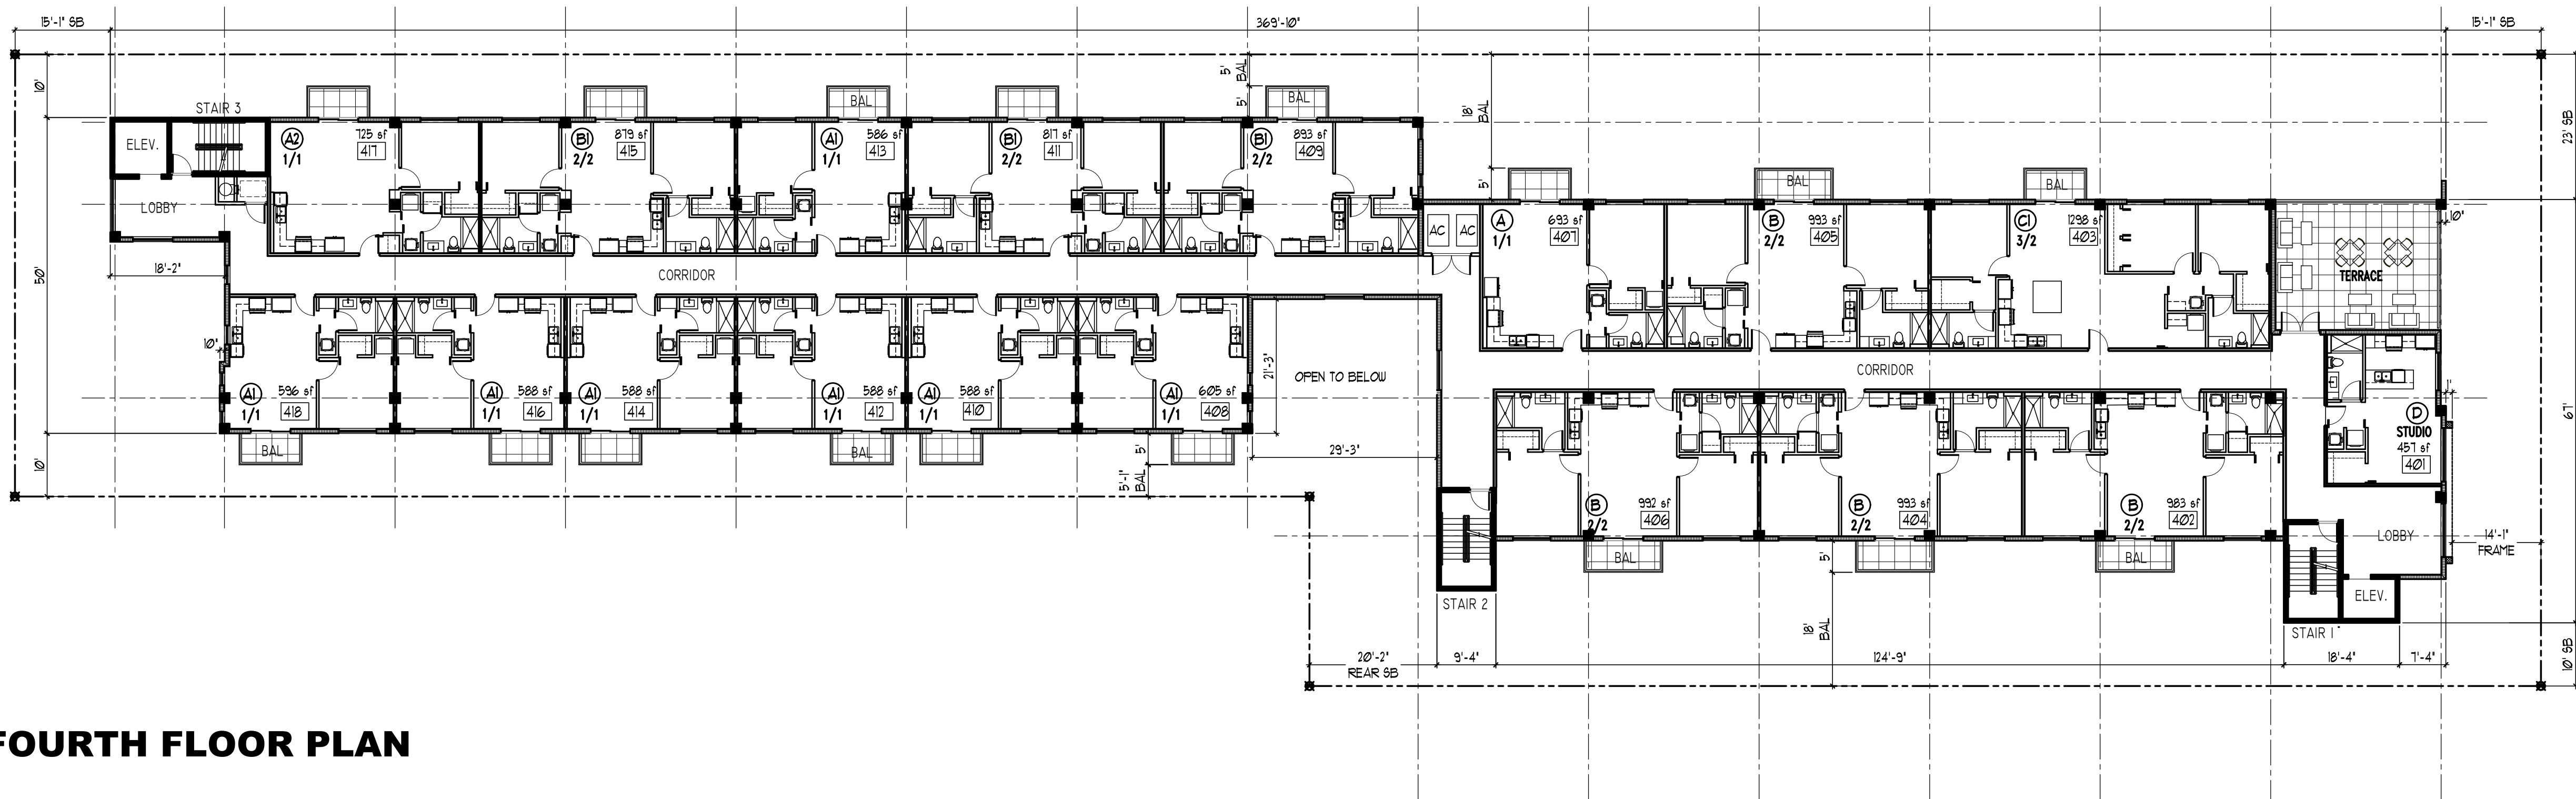 15'-1" SB
369'-10"
15'-1" SB
10'
5'
BAL
5'
18'
BAL
5'
23' SB
STAIR 3
BAL
BAL
BAL
BAL
ELEV.
LOBBY
A2
1/1
725 sf
417
B1
2/2
879 sf
415
A1
1/1
586 sf
413
B1
2/2
817 sf
411
B1
2/2
893 sf
409
AC
AC
A
1/1
693 sf
407
B
2/2
993 sf
405
C1
3/2
1298 sf
403
TERRACE
10"
50'
18'-2"
CORRIDOR
10"
A1
1/1
596 sf
418
A1
1/1
588 sf
416
A1
1/1
588 sf
414
A1
1/1
588 sf
412
A1
1/1
588 sf
410
A1
1/1
605 sf
408
21'-3"
OPEN TO BELOW
29'-3"
CORRIDOR
1'
D
STUDIO
457 sf
401
67'
10'
BAL
BAL
5'
5'-1"
BAL
B
2/2
992 sf
406
B
2/2
993 sf
404
B
2/2
983 sf
402
LOBBY
14'-1"
FRAME
BAL
BAL
5'
BAL
ELEV.
STAIR 2
STAIR 1
18'
BAL
20'-2"
REAR SB
9'-4"
124'-9"
18'-4"
7'-4"
10' SB
FOURTH FLOOR PLAN